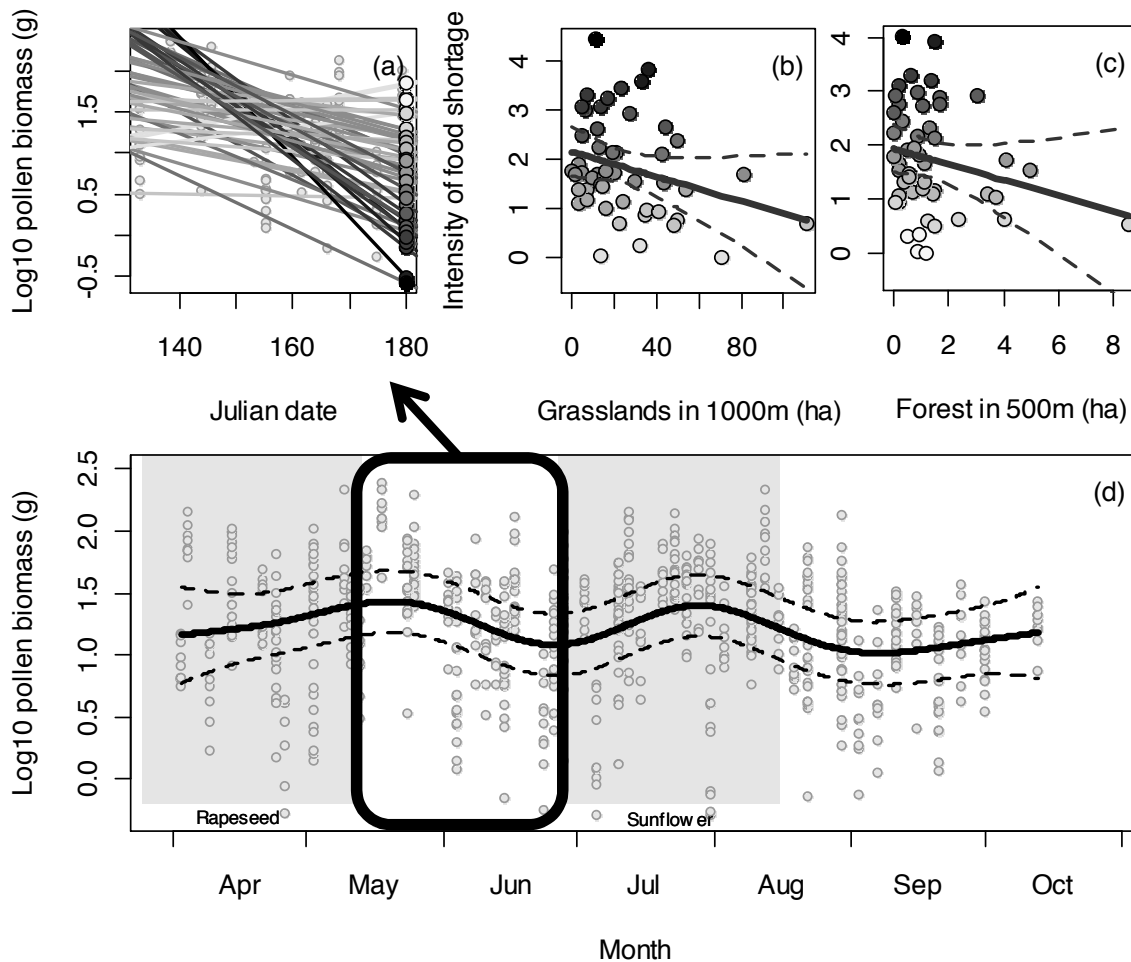 Log10 pollen biomass (g)
-0.5 0.5 1.5
(a)
140 160 180
Julian date
Intensity of food shortage
0 1 2 3 4
(b)
0 40 80
Grasslands in 1000m (ha)
0 1 2 3 4
(c)
0 2 4 6 8
Forest in 500m (ha)
Log10 pollen biomass (g)
0.0 0.5 1.0 1.5 2.0 2.5
(d)
Rapeseed
Sunflower
Apr May Jun Jul Aug Sep Oct
Month